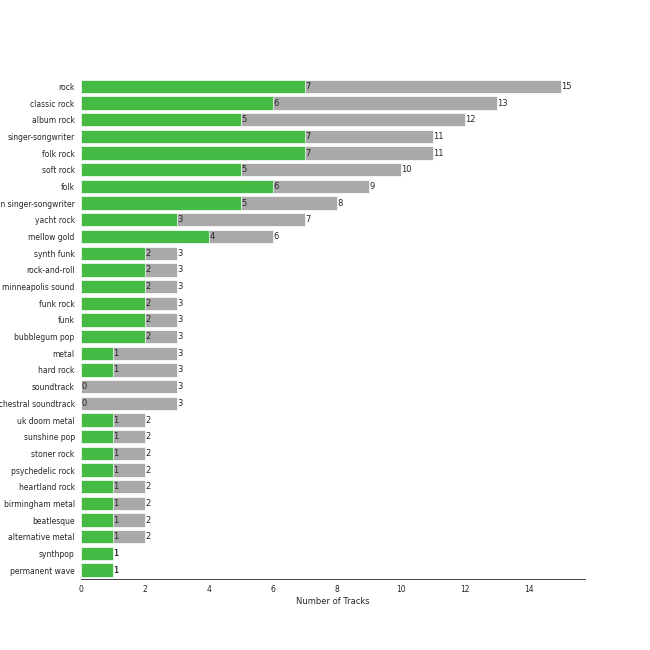 rock 7 15
classic rock 6 13
album rock 5 12
singer-songwriter 7 11
folk rock 7 11
soft rock 5 10
folk 6 9
n singer-songwriter 5 8
yacht rock 3 7
mellow gold 4 6
synth funk 2 3
rock-and-roll 2 3
minneapolis sound 2 3
funk rock 2 3
funk 2 3
bubblegum pop 2 3
metal 1 3
hard rock 1 3
soundtrack 0 3
chestral soundtrack 0 3
uk doom metal 1 2
sunshine pop 1 2
stoner rock 1 2
psychedelic rock 1 2
heartland rock 1 2
birmingham metal 1 2
beatlesque 1 2
alternative metal 1 2
synthpop 1
permanent wave 1
0 2 4 6 8 10 12 14
Number of Tracks